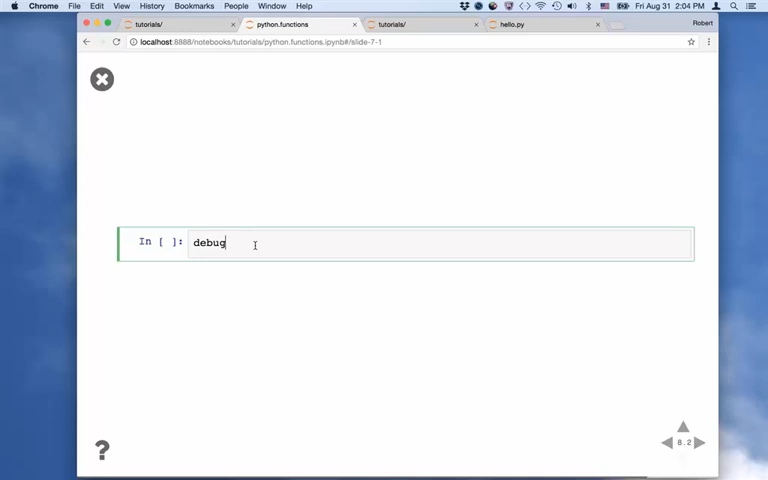 Chrome File Edit View History Bookmarks People Window Help Fri Aug 31 2:04 PM
tutorials/ python.functions tutorials/ hello.py Robert
localhost:8888/notebooks/tutorials/python.functions.ipynb#/slide-7-1
In [ ]: debug
8.2
?